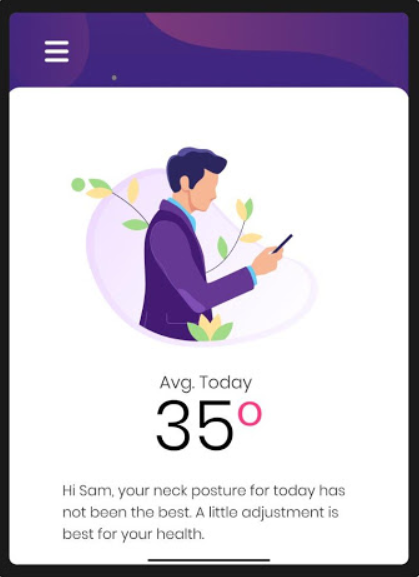 Avg. Today
35°
Hi Sam, your neck posture for today has
not been the best. A little adjustment is
best for your health.